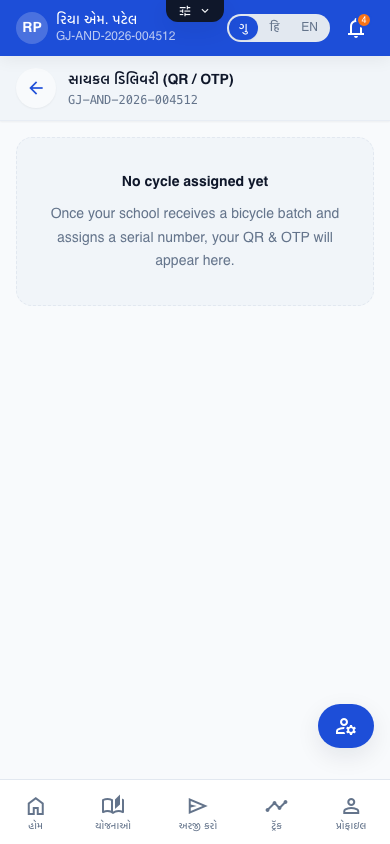 RP
રિયા એમ. પટેલ
GJ-AND-2026-004512
ગુ હિ EN
4
સાયકલ ડિલિવરી (QR / OTP)
GJ-AND-2026-004512
No cycle assigned yet
Once your school receives a bicycle batch and
assigns a serial number, your QR & OTP will
appear here.
હોમ યોજનાઓ અરજી કરો ટ્રૅક પ્રોફાઇલ